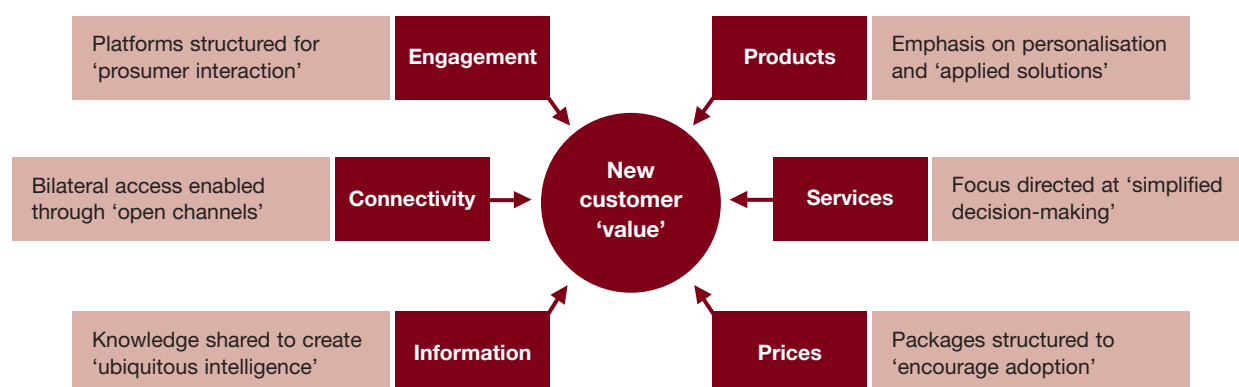 Platforms structured for
‘prosumer interaction’
Engagement
Products
Emphasis on personalisation
and ‘applied solutions’
Bilateral access enabled
through ‘open channels’
Connectivity
New
customer
‘value’
Services
Focus directed at ‘simplified
decision-making’
Knowledge shared to create
‘ubiquitous intelligence’
Information
Prices
Packages structured to
‘encourage adoption’